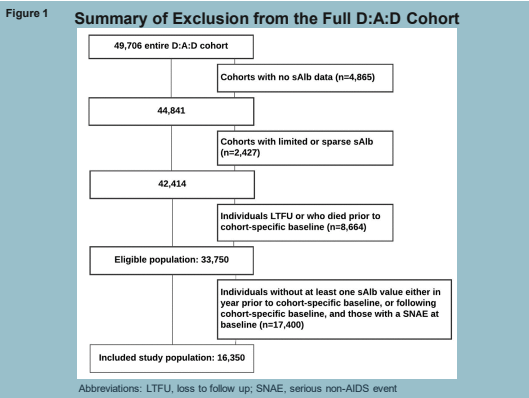 Figure 1
Summary of Exclusion from the Full D:A:D Cohort
49,706 entire D:A:D cohort
Cohorts with no sAlb data (n=4,865)
44,841
Cohorts with limited or sparse sAlb
(n=2,427)
42,414
Individuals LTFU or who died prior to
cohort-specific baseline (n=8,664)
Eligible population: 33,750
Individuals without at least one sAlb value either in
year prior to cohort-specific baseline, or following
cohort-specific baseline, and those with a SNAE at
baseline (n=17,400)
Included study population: 16,350
Abbreviations: LTFU, loss to follow up; SNAE, serious non-AIDS event